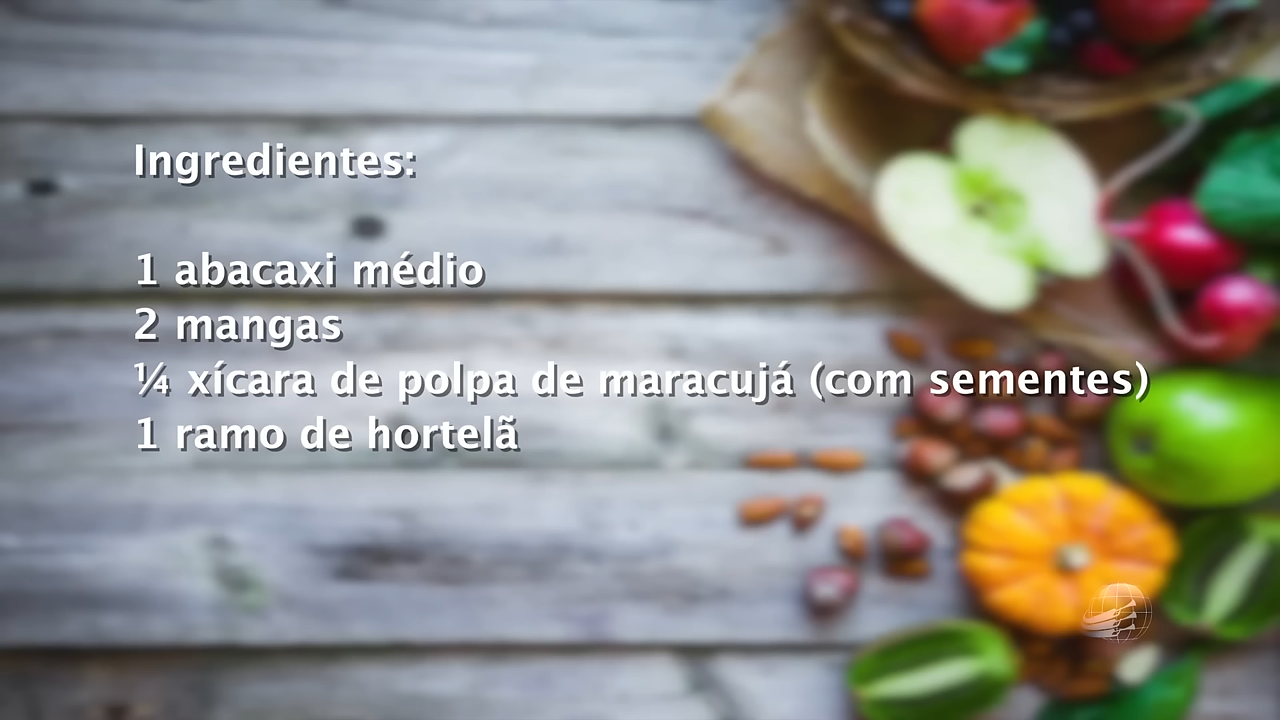 Ingredientes:
1 abacaxi médio
2 mangas
¼ xícara de polpa de maracujá (com sementes)
1 ramo de hortelã